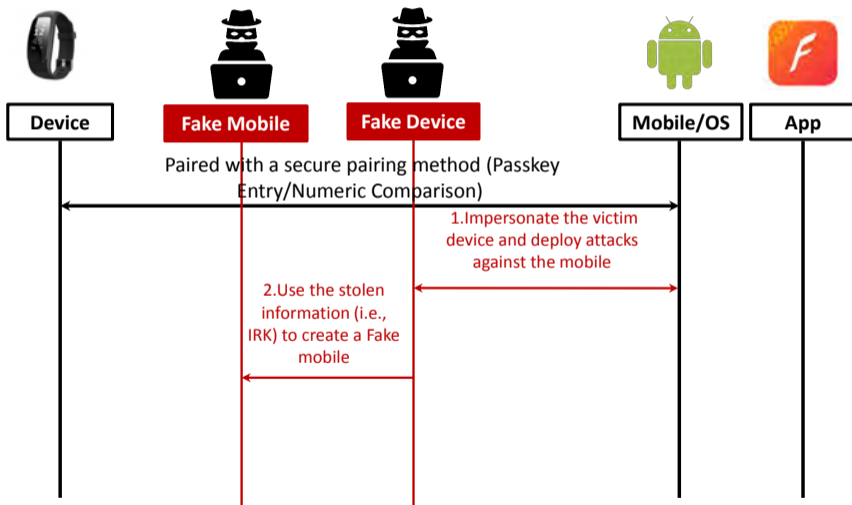 F
Device
Fake Mobile
Fake Device
Mobile/OS
App
Paired with a secure pairing method (Passkey
Entry/Numeric Comparison)
1.Impersonate the victim
device and deploy attacks
against the mobile
2.Use the stolen
information (i.e.,
IRK) to create a Fake
mobile